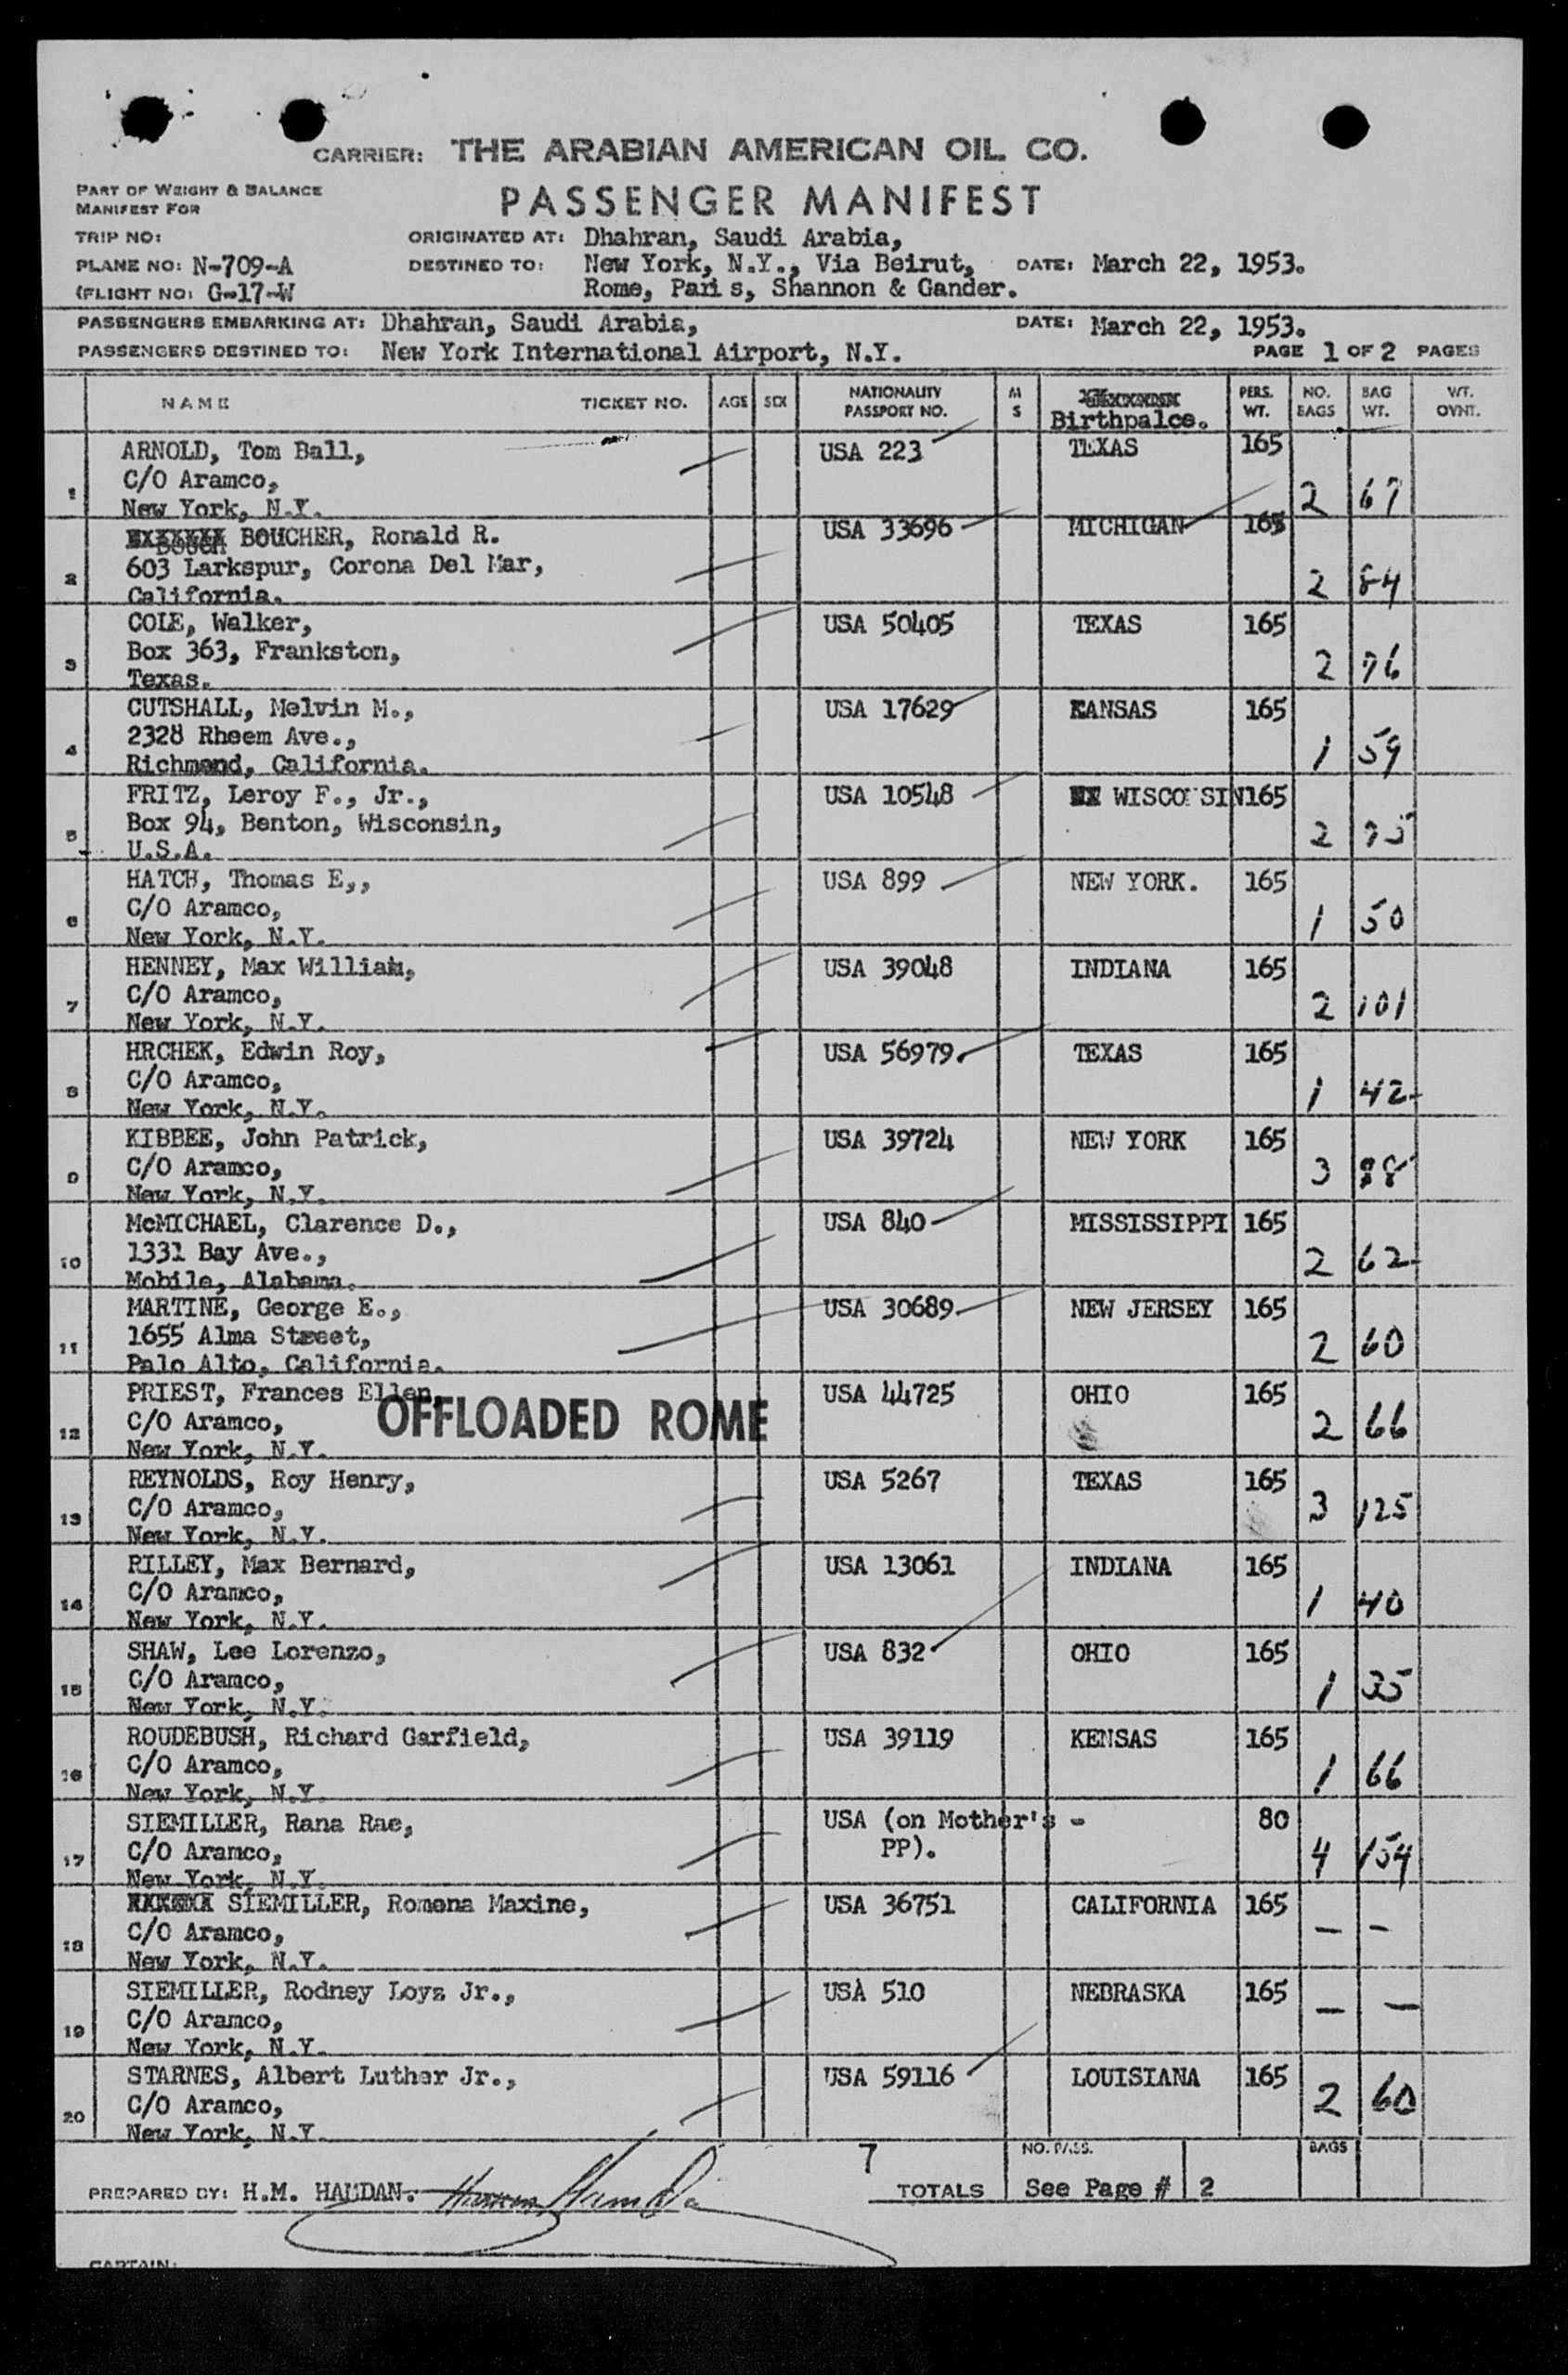 CARRIER: THE ARABIAN AMERICAN OIL CO.
PART OF WEIGHT & BALANCE
MANIFEST FOR
PASSENGER MANIFEST
TRIP NO:
ORIGINATED AT: Dhahran, Saudi Arabia,
PLANE NO: N-709-A
DESTINED TO: New York, N.Y., Via Beirut, DATE: March 22, 1953.
(FLIGHT NO: G-17-W
Rome, Pari s, Shannon & Gander.
PASSENGERS EMBARKING AT: Dhahran, Saudi Arabia, DATE: March 22, 1953.
PASSENGERS DESTINED TO: New York International Airport, N.Y. PAGE 1 OF 2 PAGES
NAME TICKET NO. AGE SEX NATIONALITY PASSPORT NO. M S Birthpalce. PERS. WT. NO. BAGS BAG WT. WT. OVNT.
ARNOLD, Tom Ball, USA 223 TEXAS 165
C/O Aramco,
1 New York, N.Y. 2 67
BOUCHER, Ronald R. USA 33696 MICHIGAN 165
603 Larkspur, Corona Del Mar,
2 California. 2 84
COLE, Walker, USA 50405 TEXAS 165
Box 363, Frankston,
3 Texas. 2 76
CUTSHALL, Melvin M., USA 17629 KANSAS 165
2328 Rheem Ave.,
4 Richmond, California. 1 59
FRITZ, Leroy F., Jr., USA 10548 WISCONSIN 165
Box 94, Benton, Wisconsin,
5 U.S.A. 2 75
HATCH, Thomas E,, USA 899 NEW YORK. 165
C/O Aramco,
6 New York, N.Y. 1 50
HENNEY, Max William, USA 39048 INDIANA 165
C/O Aramco,
7 New York, N.Y. 2 101
HRCHEK, Edwin Roy, USA 56979. TEXAS 165
C/O Aramco,
8 New York, N.Y. 1 42
KIBBEE, John Patrick, USA 39724 NEW YORK 165
C/O Aramco,
9 New York, N.Y. 3
McMICHAEL, Clarence D., USA 840 MISSISSIPPI 165
1331 Bay Ave.,
10 Mobile, Alabama. 2 62
MARTINE, George E., USA 30689 NEW JERSEY 165
1655 Alma Street,
11 Palo Alto, California. 2 60
PRIEST, Frances Ellen, USA 44725 OHIO 165
C/O Aramco, OFFLOADED ROME
12 New York, N.Y. 2 66
REYNOLDS, Roy Henry, USA 5267 TEXAS 165
C/O Aramco,
13 New York, N.Y. 3 125
RILLEY, Max Bernard, USA 13061 INDIANA 165
C/O Aramco,
14 New York, N.Y. 1 40
SHAW, Lee Lorenzo, USA 832 OHIO 165
C/O Aramco,
15 New York, N.Y. 1 35
ROUDEBUSH, Richard Garfield, USA 39119 KENSAS 165
C/O Aramco,
16 New York, N.Y. 1 66
SIEMILLER, Rana Rae, USA (on Mother's - 80
C/O Aramco, PP).
17 New York, N.Y. 4 154
SIEMILLER, Romona Maxine, USA 36751 CALIFORNIA 165
C/O Aramco,
18 New York, N.Y. — —
SIEMILLER, Rodney Loys Jr., USA 510 NEBRASKA 165
C/O Aramco,
19 New York, N.Y. — —
STARNES, Albert Luther Jr., USA 59116 LOUISIANA 165
C/O Aramco,
20 New York, N.Y. 2 60
7 NO. PASS. BAGS
PREPARED BY: H.M. HAMDAN. TOTALS See Page # 2
CAPTAIN: